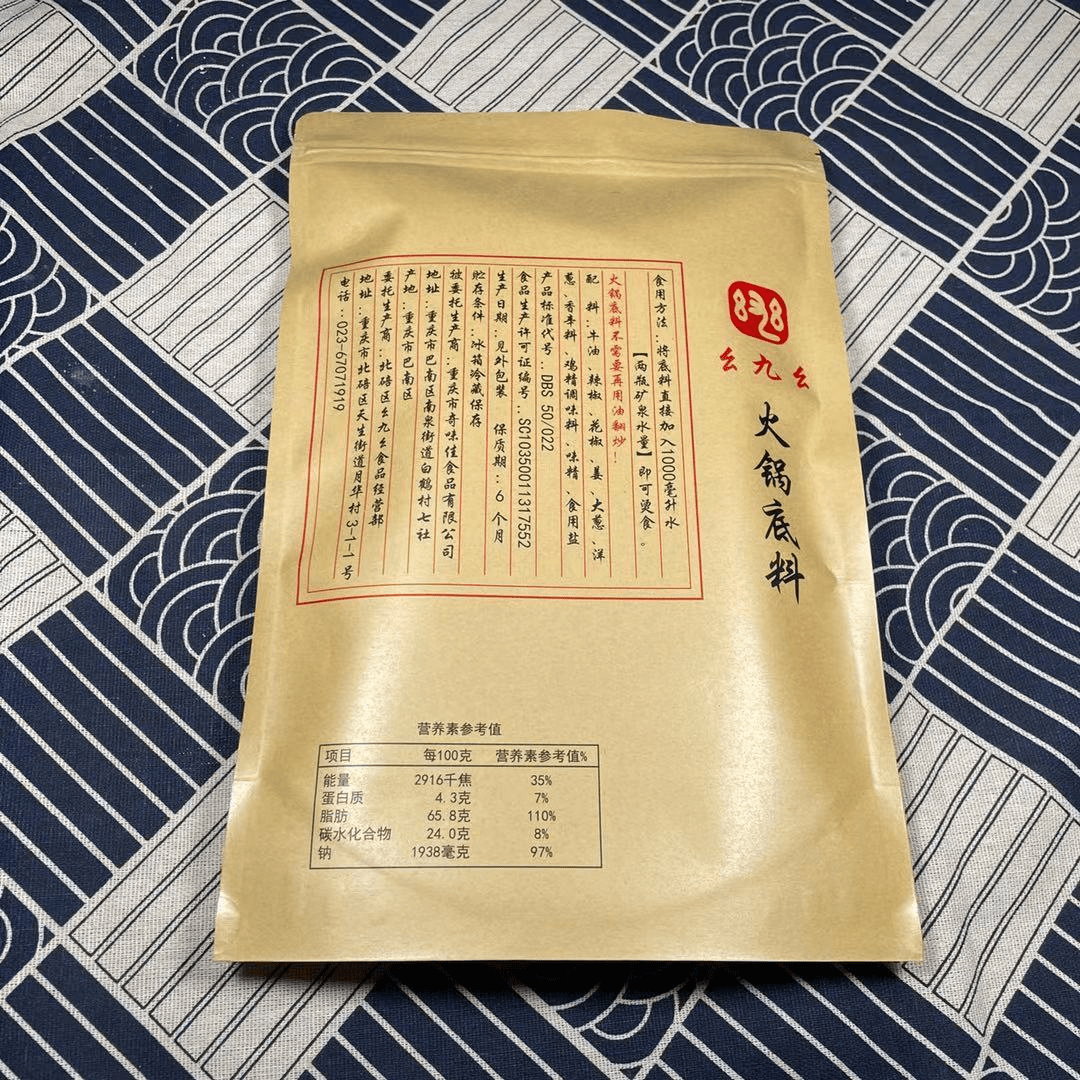 幺九幺
火锅底料
食用方法:将底料直接加入1000毫升水
【两瓶矿泉水量】即可烫食。
火锅底料不需要再用油翻炒!
配料:牛油、辣椒、花椒、姜、大葱、洋
葱、香辛料、鸡精调味料、味精、食用盐
产品标准代号:DBS 50/022
食品生产许可证编号:SC10350011317552
生产日期:见外包装 保质期:6个月
贮存条件:冰箱冷藏保存
被委托生产商:重庆市奇味佳食品有限公司
地址:重庆市巴南区南泉街道白鹤村七社
产地:重庆市巴南区
委托生产商:北碚区幺九幺食品经营部
地址:重庆市北碚区天生街道月华村3-1-1号
电话:023-67071919
营养素参考值
项目 每100克 营养素参考值%
能量 2916千焦 35%
蛋白质 4.3克 7%
脂肪 65.8克 110%
碳水化合物 24.0克 8%
钠 1938毫克 97%